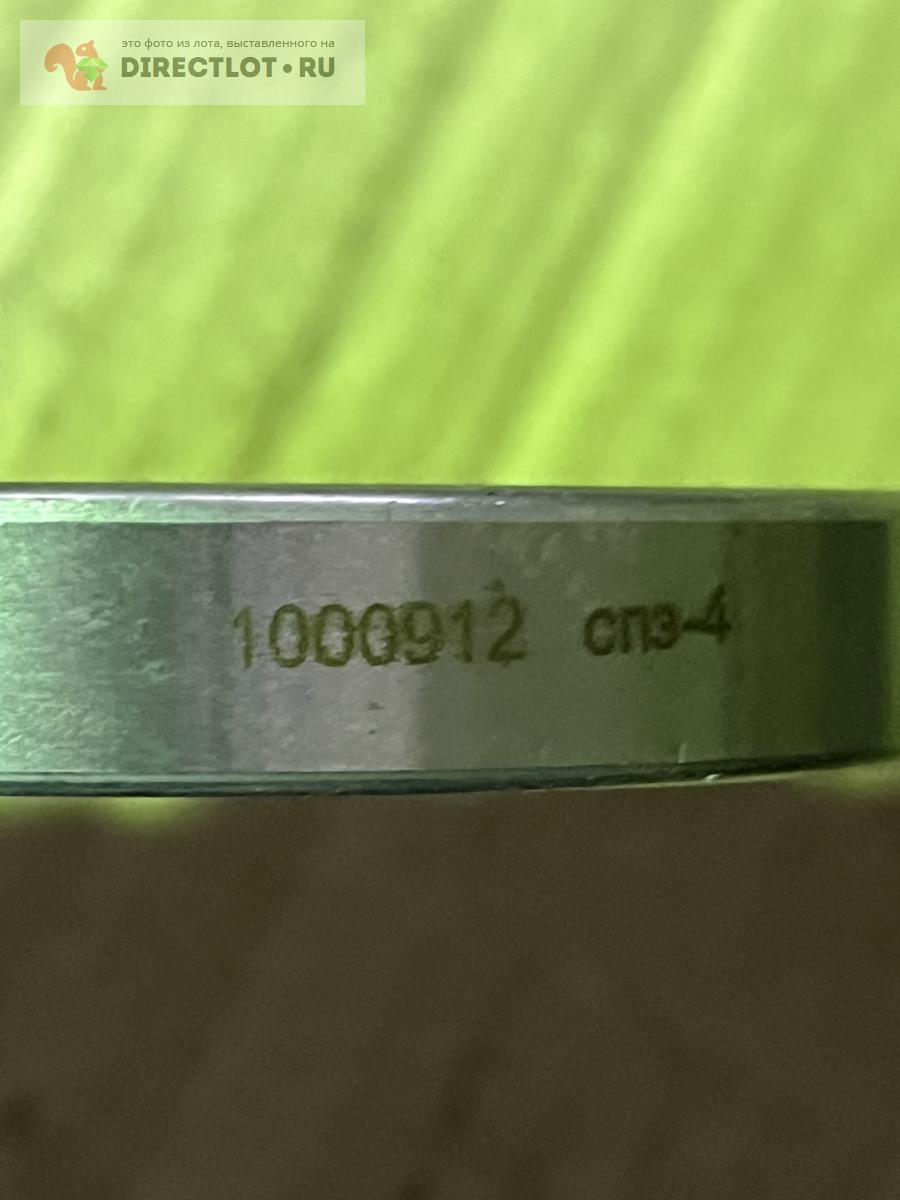 это фото из лота, выставленного на
DIRECTLOT•RU
1000912 спз-4